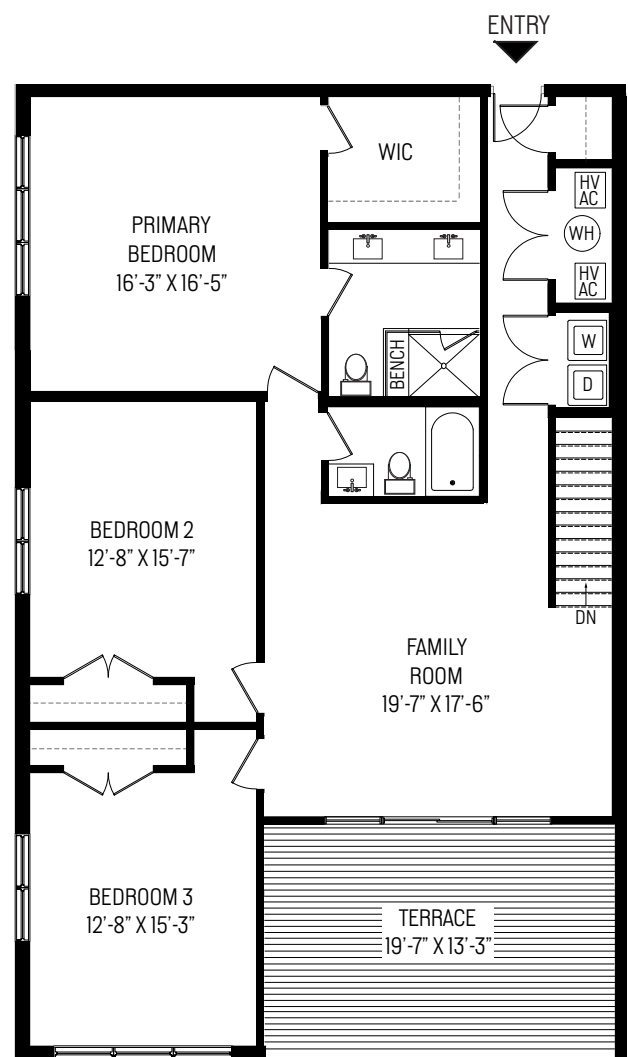 ENTRY
WIC
HV
AC
WH
HV
AC
PRIMARY
BEDROOM
16'-3" X 16'-5"
W
D
BENCH
BEDROOM 2
12'-8" X 15'-7"
DN
FAMILY
ROOM
19'-7" X 17'-6"
BEDROOM 3
12'-8" X 15'-3"
TERRACE
19'-7" X 13'-3"